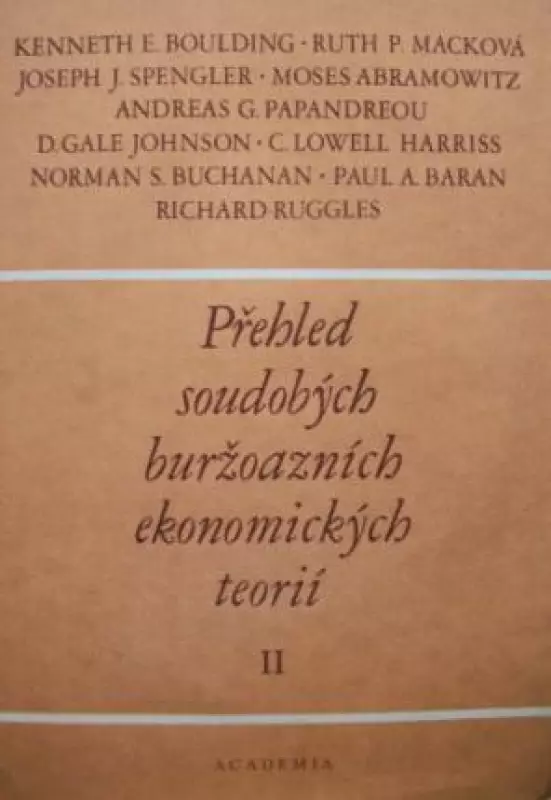 KENNETH E. BOULDING · RUTH P. MACKOVÁ
JOSEPH J. SPENGLER · MOSES ABRAMOWITZ
ANDREAS G. PAPANDREOU
D. GALE JOHNSON · C. LOWELL HARRISS
NORMAN S. BUCHANAN · PAUL A. BARAN
RICHARD RUGGLES
Přehled
soudobých
buržoazních
ekonomických
teorií
II
ACADEMIA